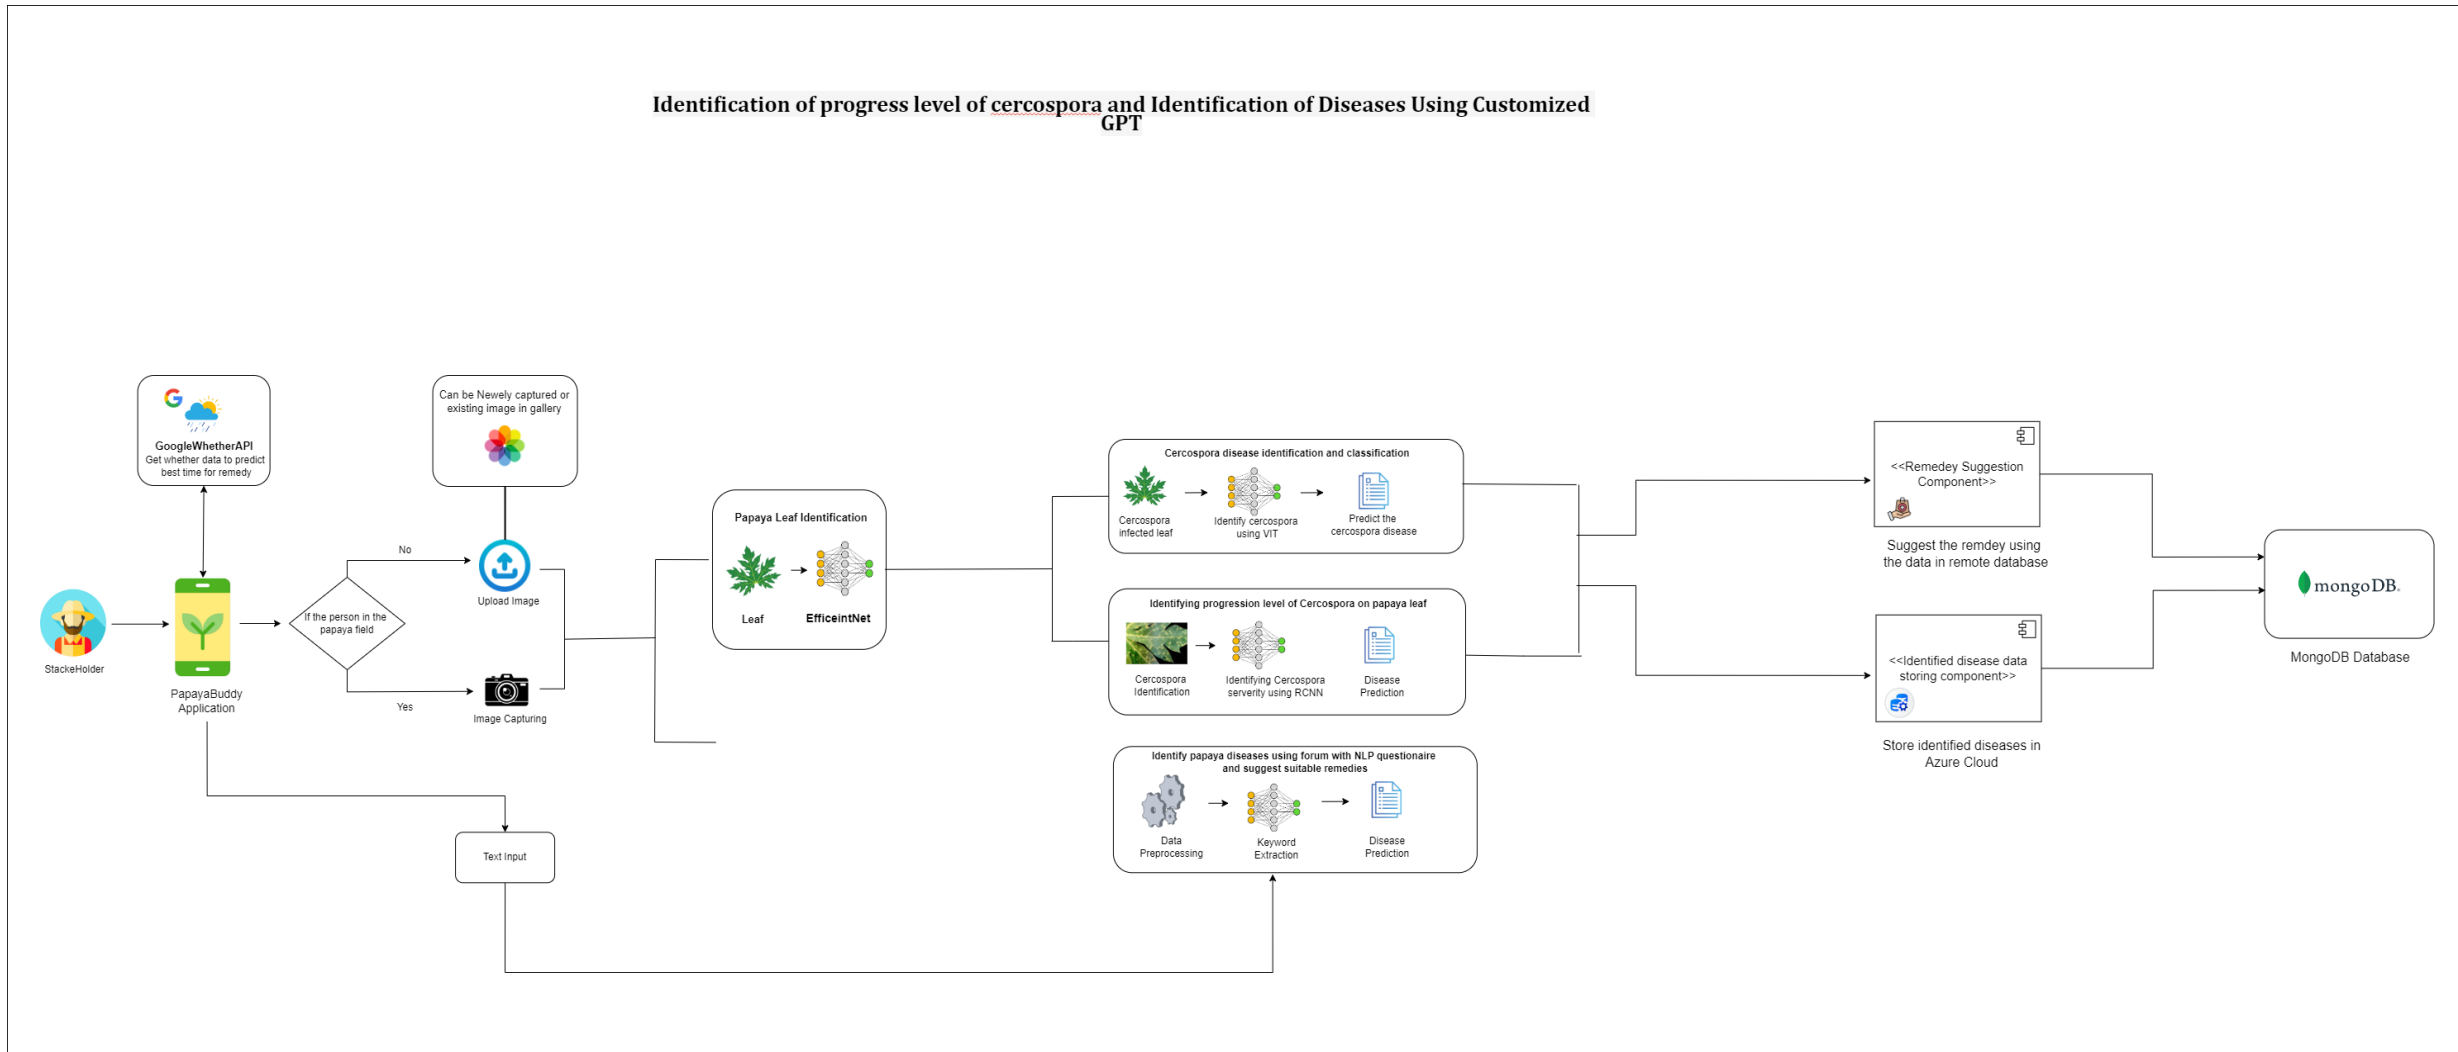 Identification of progress level of cercospora and Identification of Diseases Using Customized
GPT
GoogleWhetherAPI
Get whether data to predict
best time for remedy
Can be Newly captured or
existing image in gallery
StackeHolder
PapayaBuddy
Application
If the person in the
papaya field
No
Yes
Upload Image
Image Capturing
Text Input
Papaya Leaf Identification
Leaf
EfficeintNet
Cercospora disease identification and classification
Cercospora
infected leaf
Identify cercospora
using VIT
Predict the
cercospora disease
Identifying progression level of Cercospora on papaya leaf
Cercospora
Identification
Identifying Cercospora
serverity using RCNN
Disease
Prediction
Identify papaya diseases using forum with NLP questionaire
and suggest suitable remedies
Data
Preprocessing
Keyword
Extraction
Disease
Prediction
<<Remedey Suggestion
Component>>
Suggest the remdey using
the data in remote database
<<Identified disease data
storing component>>
Store identified diseases in
Azure Cloud
mongoDB.
MongoDB Database